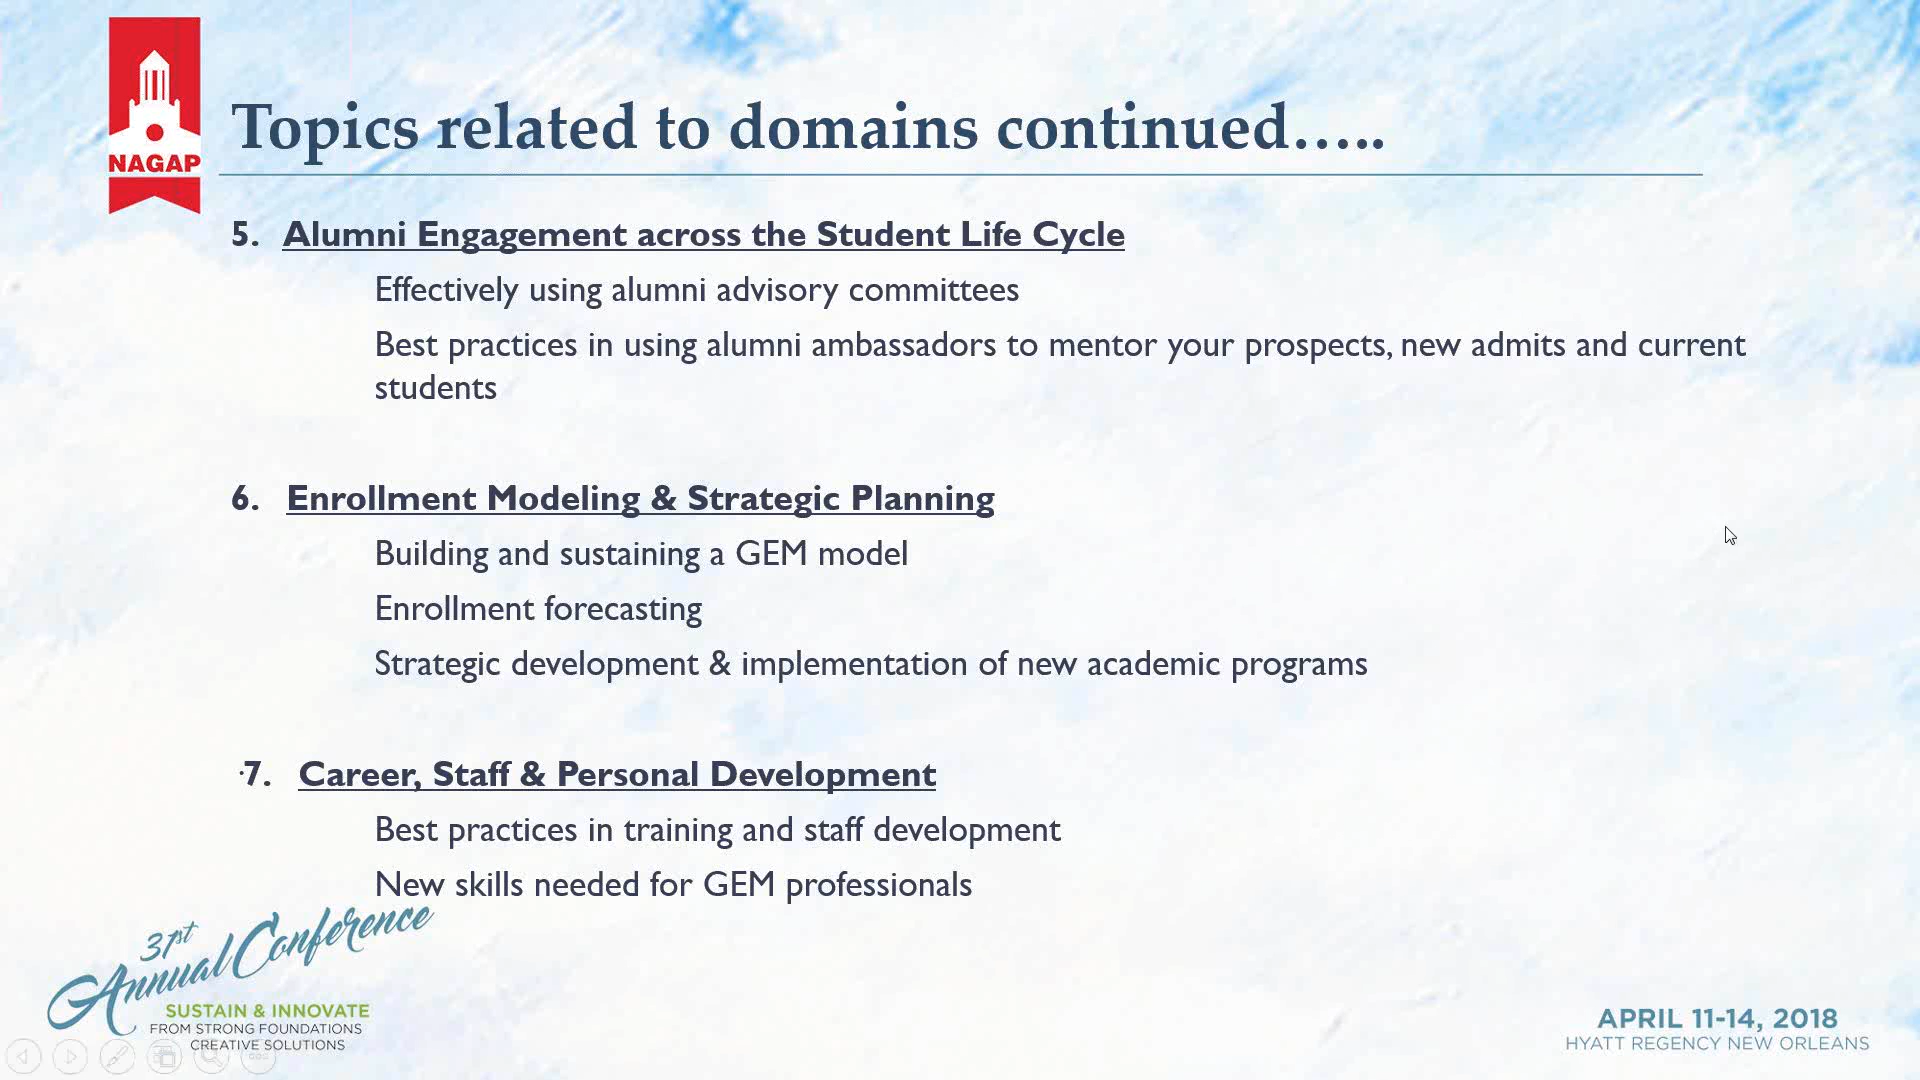 NAGAP
Topics related to domains continued…..
5. Alumni Engagement across the Student Life Cycle
Effectively using alumni advisory committees
Best practices in using alumni ambassadors to mentor your prospects, new admits and current
students
6. Enrollment Modeling & Strategic Planning
Building and sustaining a GEM model
Enrollment forecasting
Strategic development & implementation of new academic programs
·7. Career, Staff & Personal Development
Best practices in training and staff development
New skills needed for GEM professionals
31st
Annual Conference
SUSTAIN & INNOVATE
FROM STRONG FOUNDATIONS
CREATIVE SOLUTIONS
APRIL 11-14, 2018
HYATT REGENCY NEW ORLEANS